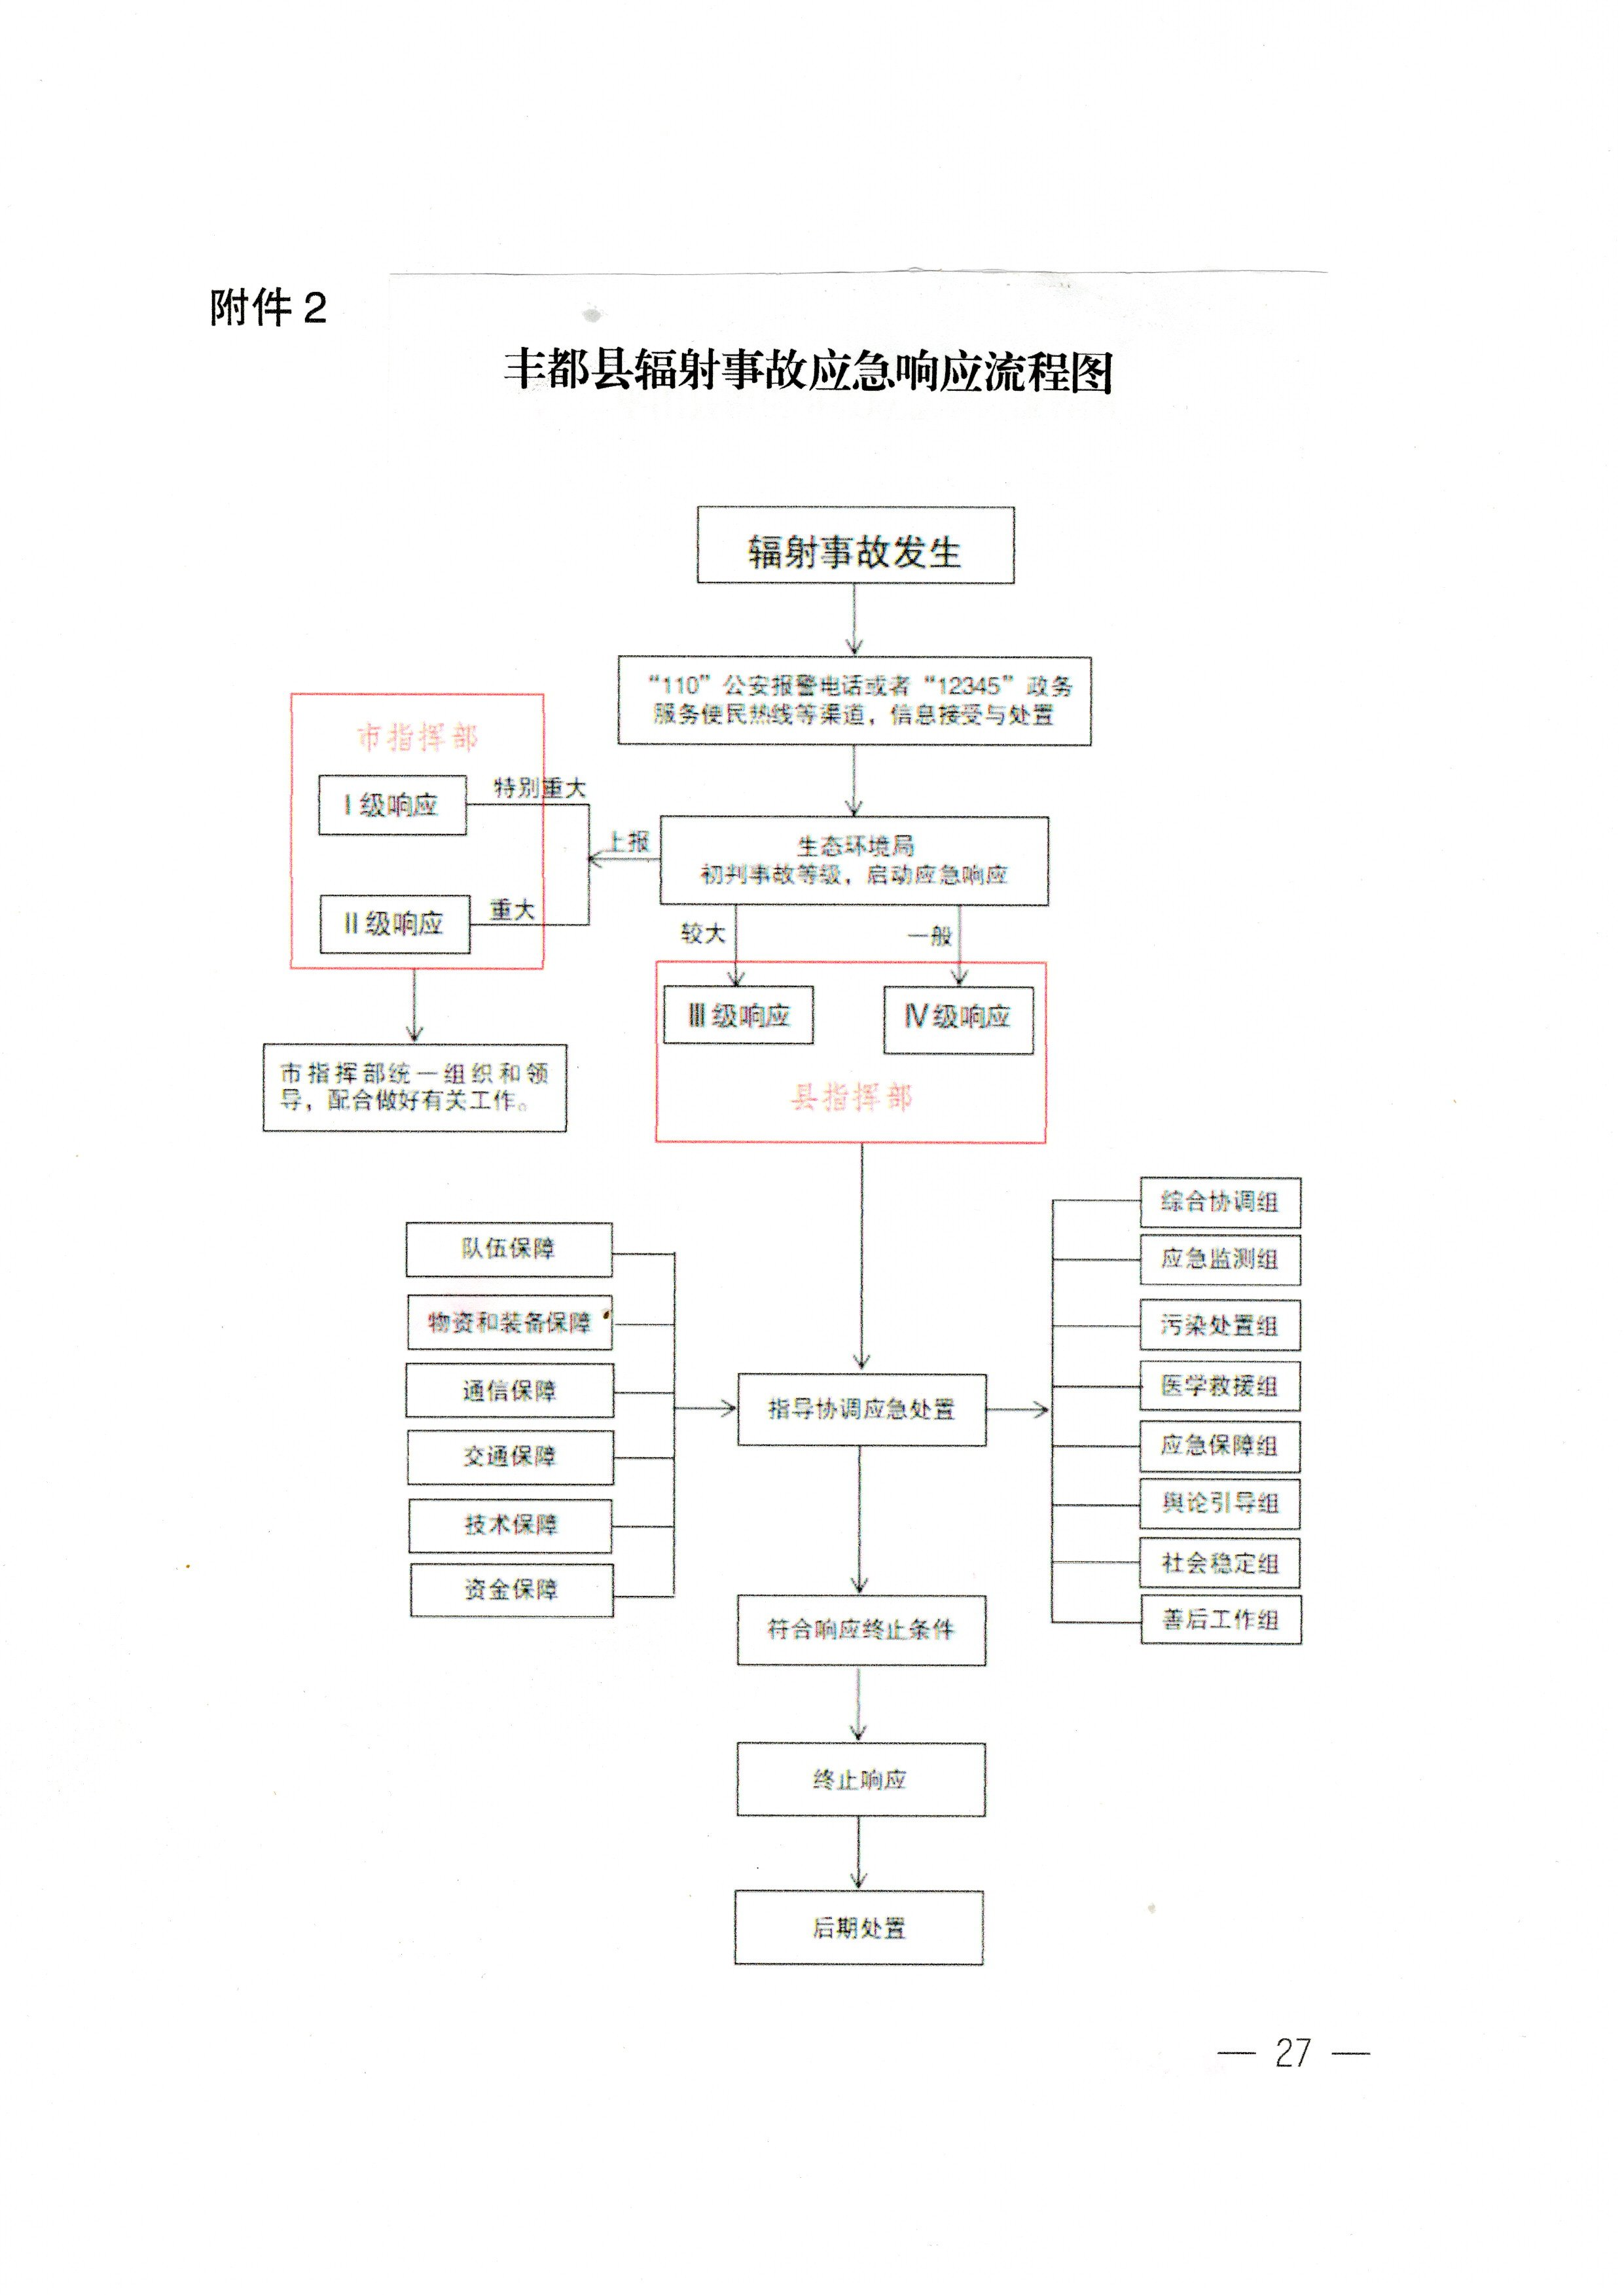 附件2
丰都县辐射事故应急响应流程图
辐射事故发生
“110”公安报警电话或者“12345”政务
服务便民热线等渠道，信息接受与处置
市指挥部
特别重大
Ⅰ级响应
上报
生态环境局
初判事故等级，启动应急响应
重大
Ⅱ级响应
较大
一般
Ⅲ级响应
Ⅳ级响应
市指挥部统一组织和领
导，配合做好有关工作。
县指挥部
队伍保障
物资和装备保障
通信保障
交通保障
技术保障
资金保障
指导协调应急处置
综合协调组
应急监测组
污染处置组
医学救援组
应急保障组
舆论引导组
社会稳定组
善后工作组
符合响应终止条件
终止响应
后期处置
— 27 —